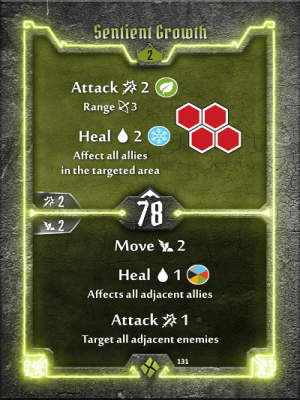 Sentient Growth
2
Attack 2
Range 3
Heal 2
Affect all allies
in the targeted area
2
78
2
Move 2
Heal 1
Affects all adjacent allies
Attack 1
Target all adjacent enemies
131